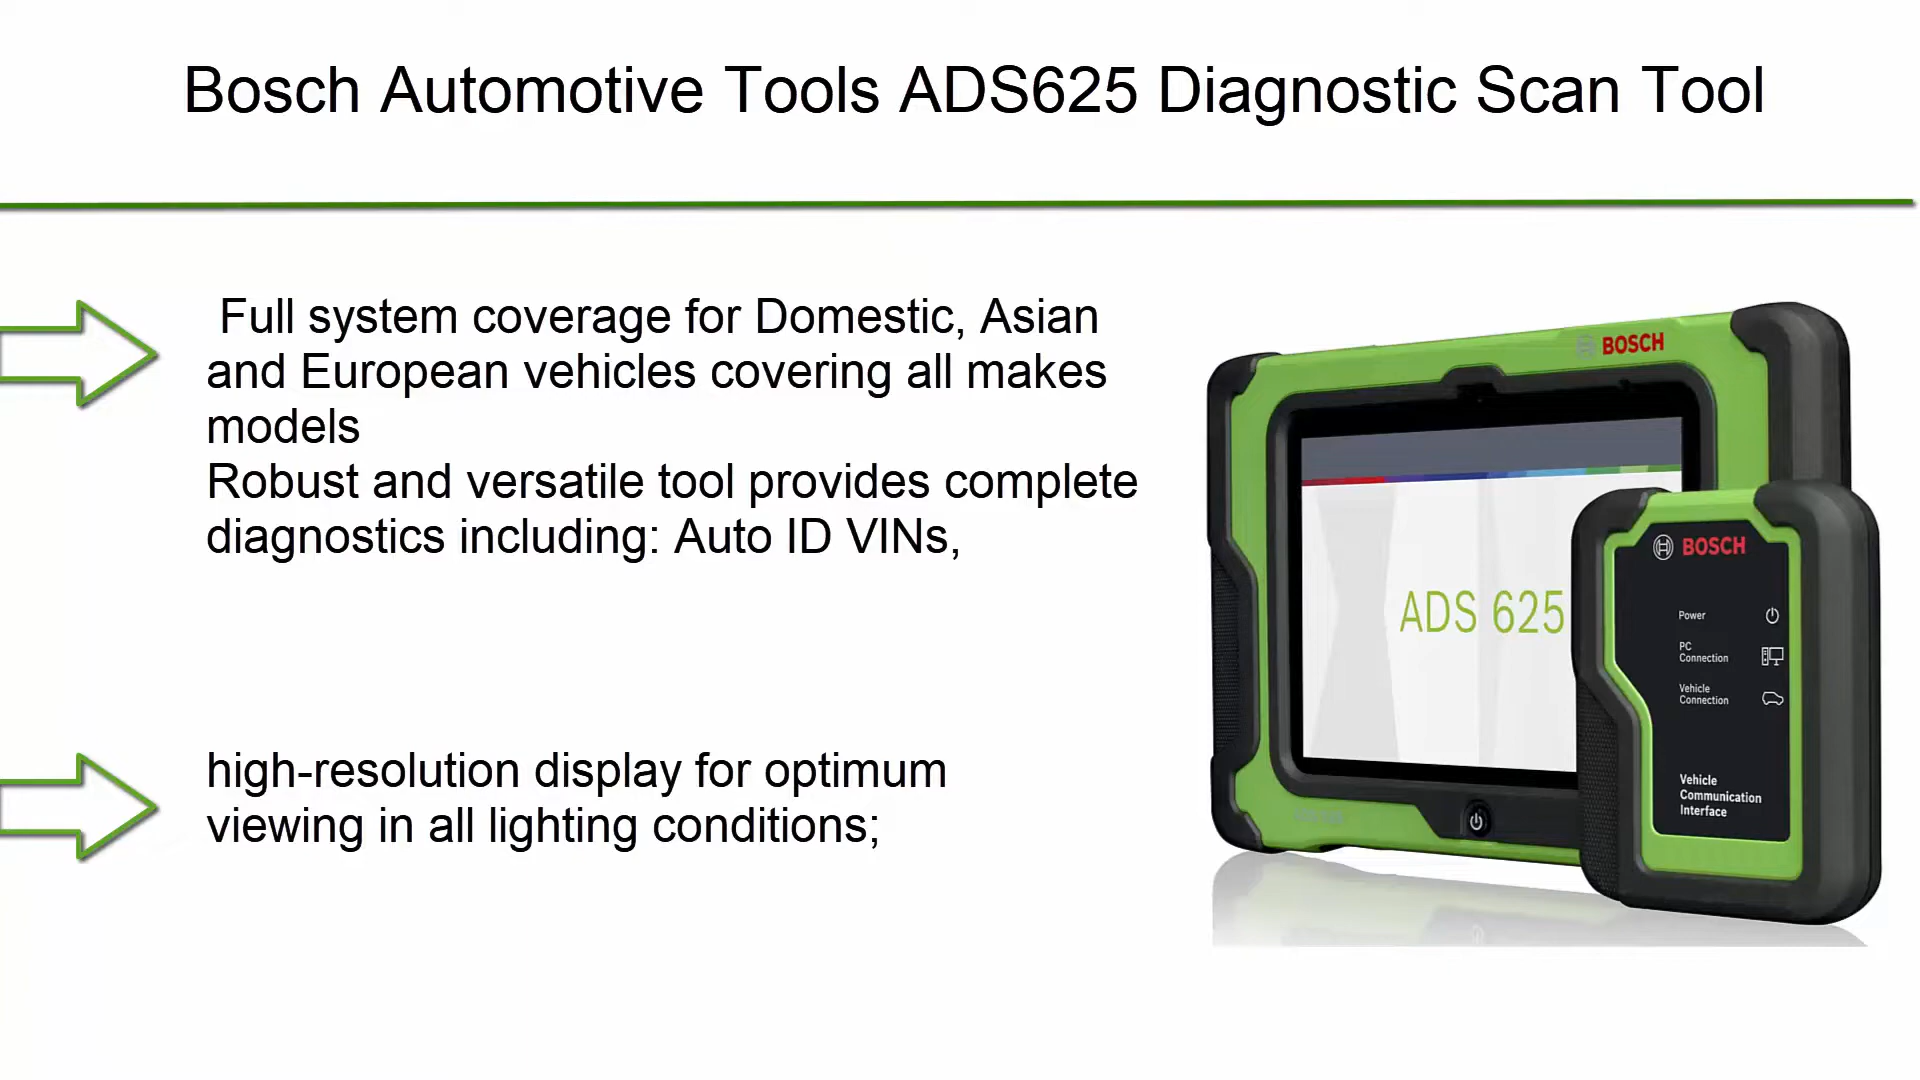 Bosch Automotive Tools ADS625 Diagnostic Scan Tool
Full system coverage for Domestic, Asian
and European vehicles covering all makes
models
Robust and versatile tool provides complete
diagnostics including: Auto ID VINs,
high-resolution display for optimum
viewing in all lighting conditions;
BOSCH
ADS 625
BOSCH
Power
PC
Connection
Vehicle
Connection
Vehicle
Communication
Interface